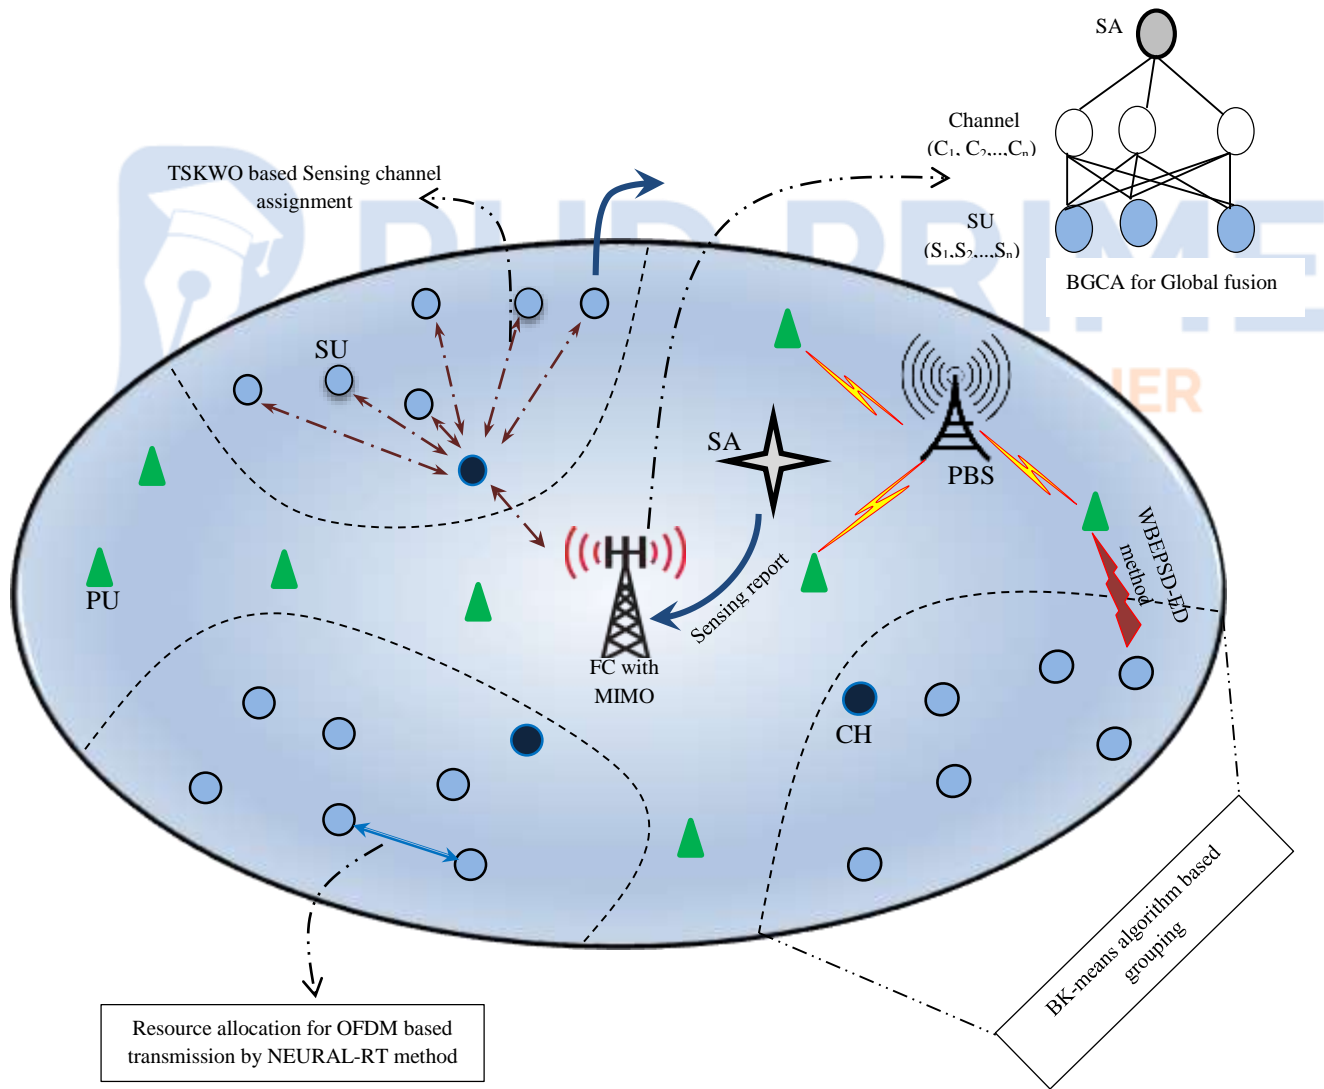 SA
Channel
(C1, C2,..,Cn)
SU
(S1,S2,...,Sn)
BGCA for Global fusion
TSKWO based Sensing channel
assignment
PHD PRIME
SU
SA
PBS
WBEPSD-ED
method
PU
Sensing report
FC with
MIMO
CH
BK-means algorithm based
grouping
Resource allocation for OFDM based
transmission by NEURAL-RT method